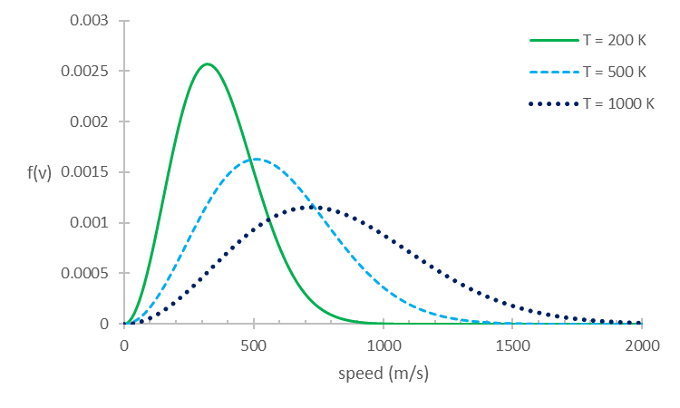 0.003
0.0025
0.002
0.0015
0.001
0.0005
0
f(v)
0 500 1000 1500 2000
speed (m/s)
T = 200 K
T = 500 K
T = 1000 K